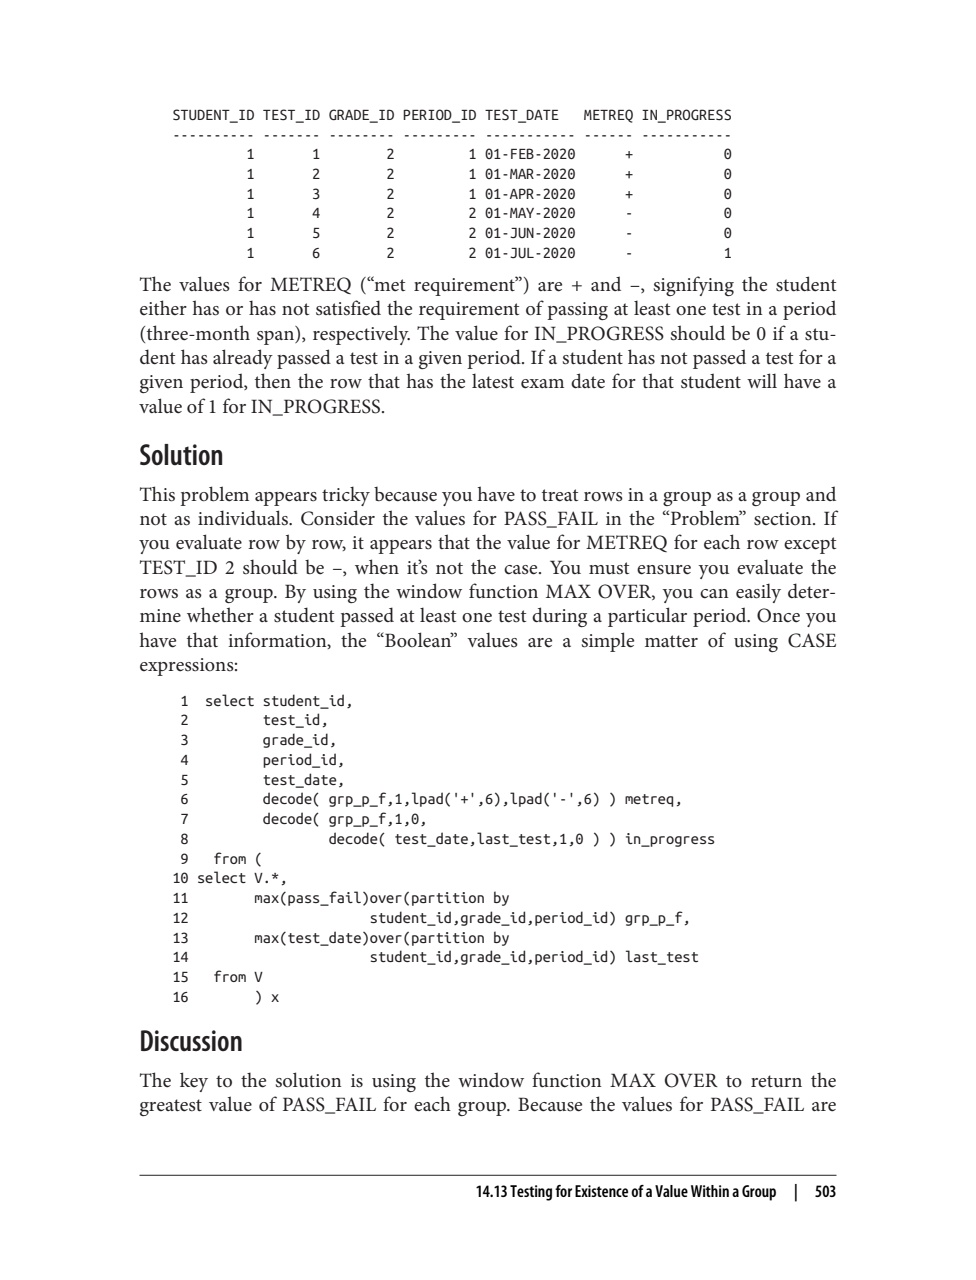 STUDENT_ID TEST_ID GRADE_ID PERIOD_ID TEST_DATE   METREQ IN_PROGRESS
---------- ------- -------- --------- ----------- ------ -----------
         1       1        2         1 01-FEB-2020      +           0
         1       2        2         1 01-MAR-2020      +           0
         1       3        2         1 01-APR-2020      +           0
         1       4        2         2 01-MAY-2020      -           0
         1       5        2         2 01-JUN-2020      -           0
         1       6        2         2 01-JUL-2020      -           1
The values for METREQ (“met requirement”) are + and –, signifying the student
either has or has not satisfied the requirement of passing at least one test in a period
(three-month span), respectively. The value for IN_PROGRESS should be 0 if a stu-
dent has already passed a test in a given period. If a student has not passed a test for a
given period, then the row that has the latest exam date for that student will have a
value of 1 for IN_PROGRESS.
Solution
This problem appears tricky because you have to treat rows in a group as a group and
not as individuals. Consider the values for PASS_FAIL in the “Problem” section. If
you evaluate row by row, it appears that the value for METREQ for each row except
TEST_ID 2 should be –, when it’s not the case. You must ensure you evaluate the
rows as a group. By using the window function MAX OVER, you can easily deter-
mine whether a student passed at least one test during a particular period. Once you
have that information, the “Boolean” values are a simple matter of using CASE
expressions:
 1  select student_id,
 2         test_id,
 3         grade_id,
 4         period_id,
 5         test_date,
 6         decode( grp_p_f,1,lpad('+',6),lpad('-',6) ) metreq,
 7         decode( grp_p_f,1,0,
 8                 decode( test_date,last_test,1,0 ) ) in_progress
 9   from (
10 select V.*,
11        max(pass_fail)over(partition by
12                      student_id,grade_id,period_id) grp_p_f,
13        max(test_date)over(partition by
14                      student_id,grade_id,period_id) last_test
15   from V
16        ) x
Discussion
The key to the solution is using the window function MAX OVER to return the
greatest value of PASS_FAIL for each group. Because the values for PASS_FAIL are
14.13 Testing for Existence of a Value Within a Group | 503